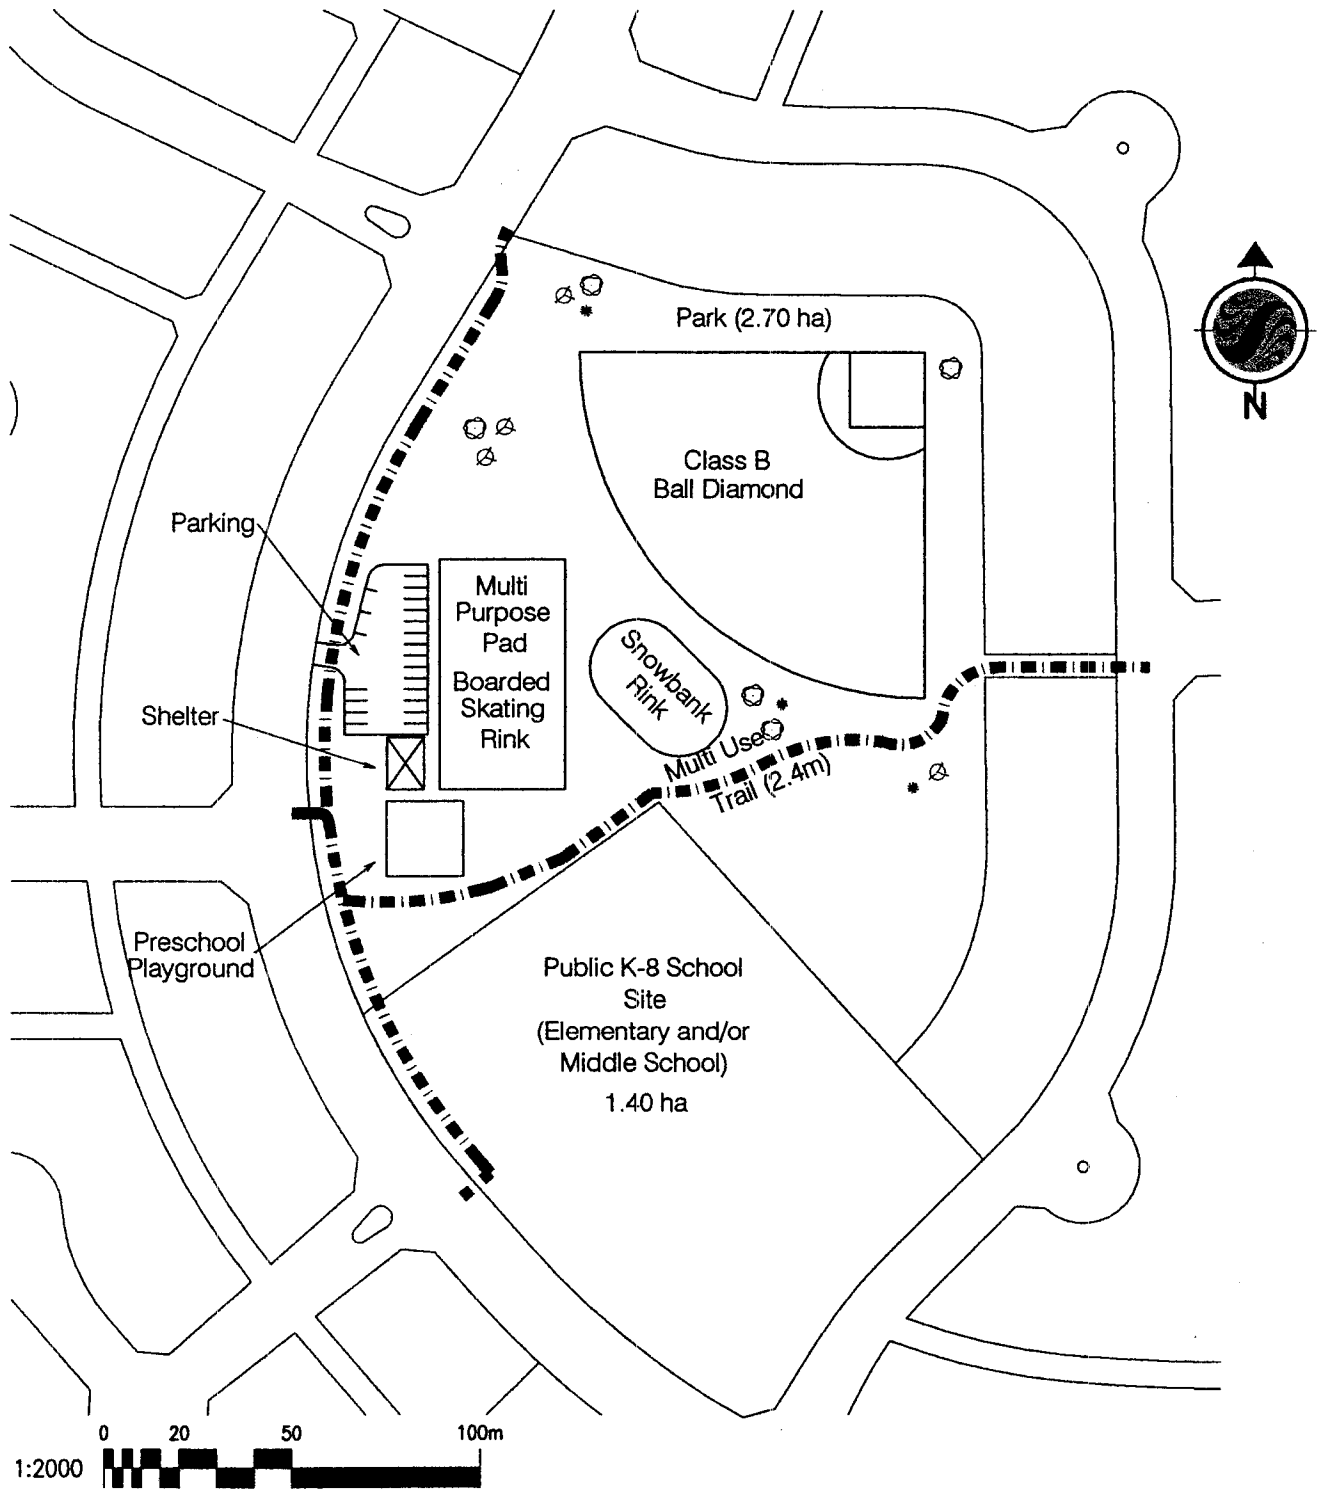 Park (2.70 ha)
N
Class B
Ball Diamond
Parking
Multi
Purpose
Pad
Boarded
Skating
Rink
Snowbank
Rink
Shelter
Multi Use
Trail (2.4m)
Preschool
Playground
Public K-8 School
Site
(Elementary and/or
Middle School)
1.40 ha
0 20 50 100m
1:2000